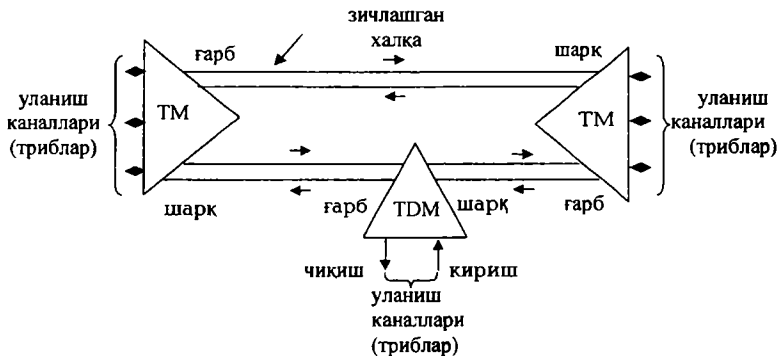 зичлашган
халқа
ғарб
шарқ
уланиш
каналлари
(триблар)
TM
TM
уланиш
каналлари
(триблар)
шарқ
ғарб
TDM
шарқ
ғарб
чиқиш
кириш
уланиш
каналлари
(триблар)